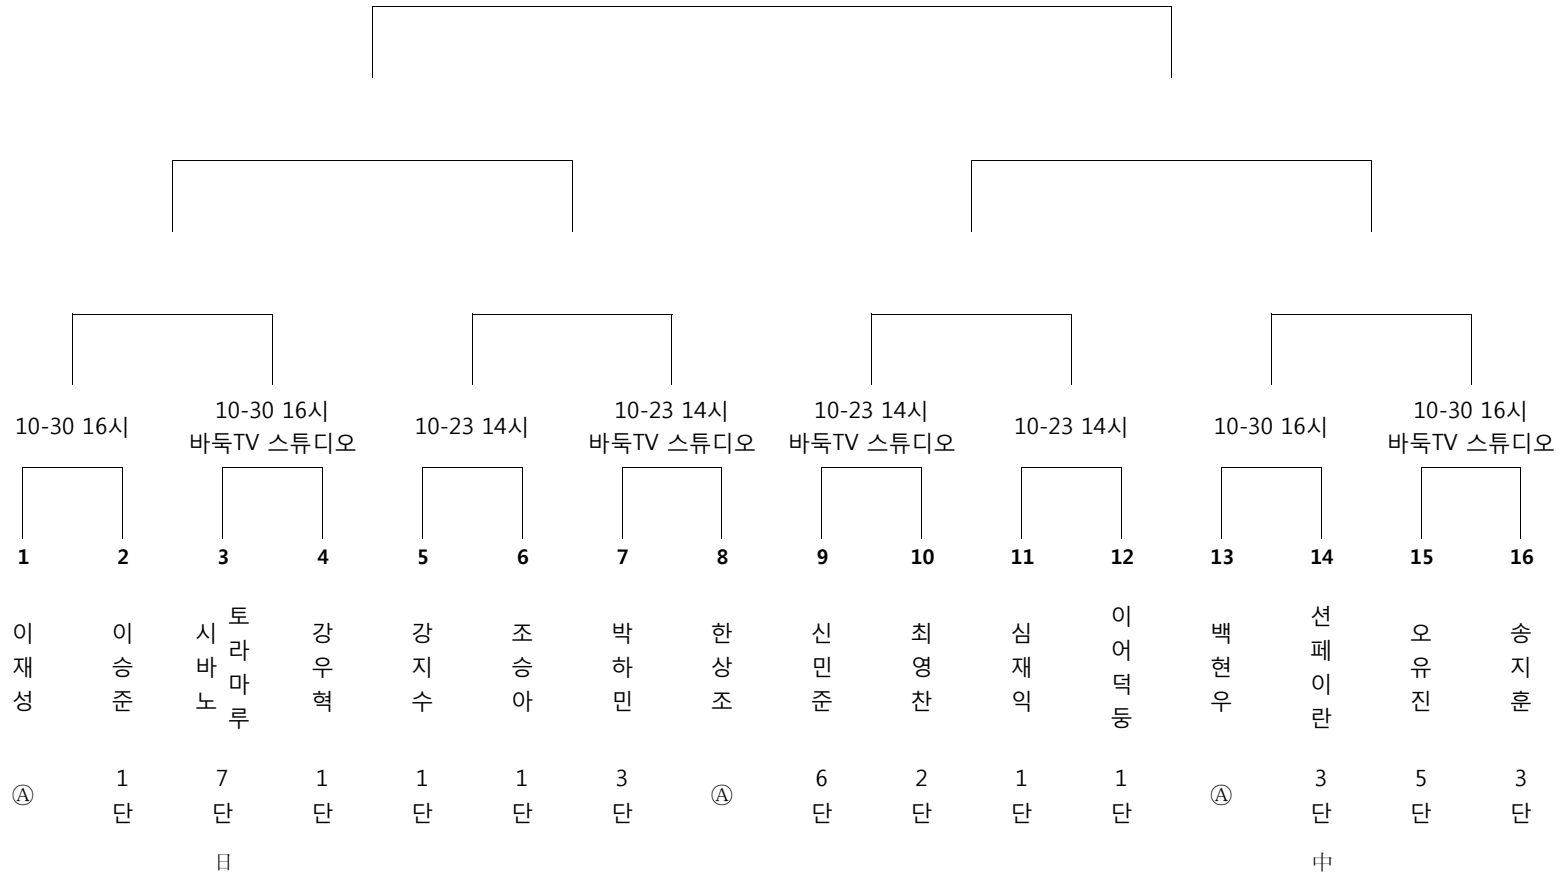 10-30 16시
10-30 16시
바둑TV 스튜디오
10-23 14시
10-23 14시
바둑TV 스튜디오
10-23 14시
바둑TV 스튜디오
10-23 14시
10-30 16시
10-30 16시
바둑TV 스튜디오
1 2 3 4 5 6 7 8 9 10 11 12 13 14 15 16
이재성
이승준
시바노 토라마루
강우혁
강지수
조승아
박하민
한상조
신민준
최영찬
심재익
이어덕둥
백현우
션페이란
오유진
송지훈
Ⓐ 1단 7단 1단 1단 1단 3단 Ⓐ 6단 2단 1단 1단 Ⓐ 3단 5단 3단
日 中